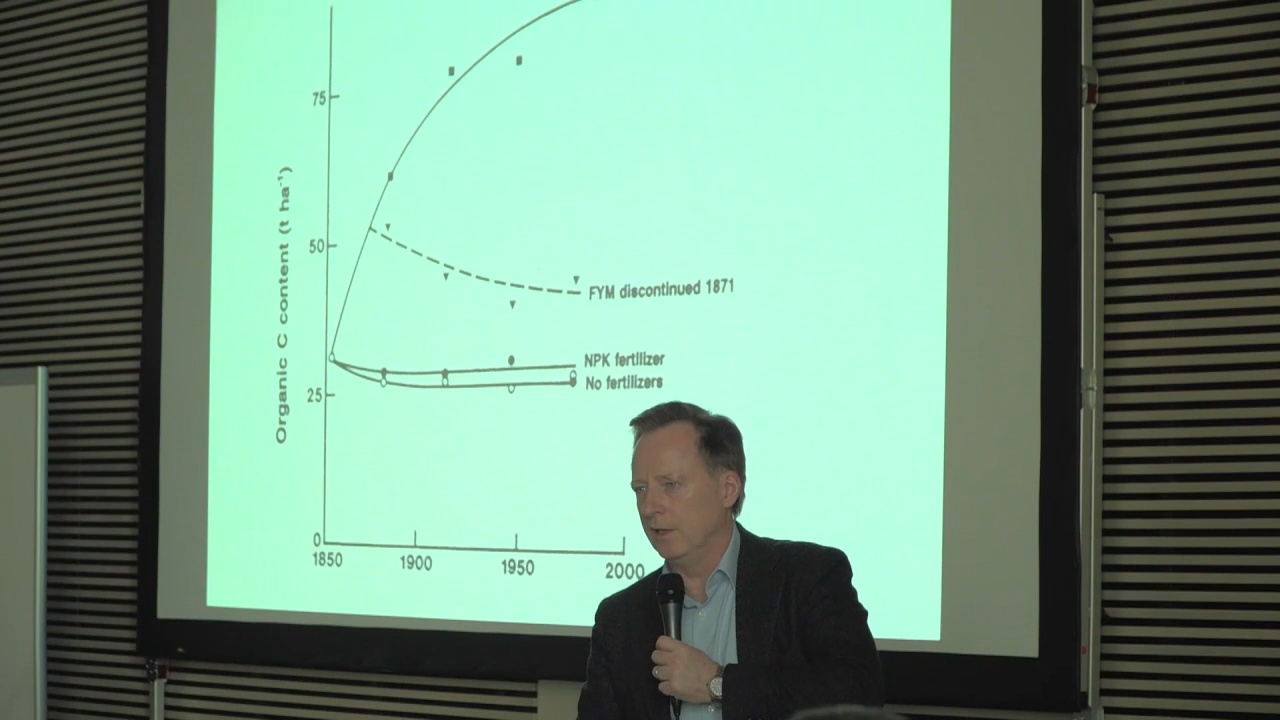 75
50
25
0
Organic C content (t ha⁻¹)
FYM discontinued 1871
NPK fertilizer
No fertilizers
1850 1900 1950 2000